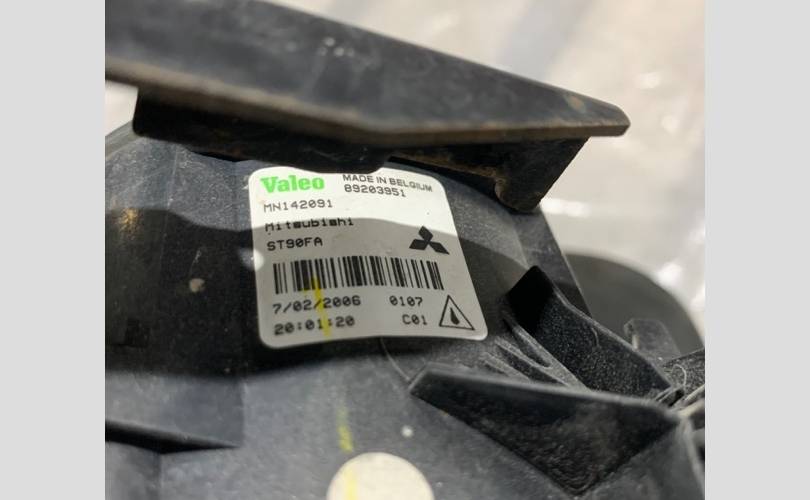 Valeo MADE IN BELGIUM
89203951
MN142091
Mitsubishi
ST90FA
7/02/2006 0107
20:01:20 C01